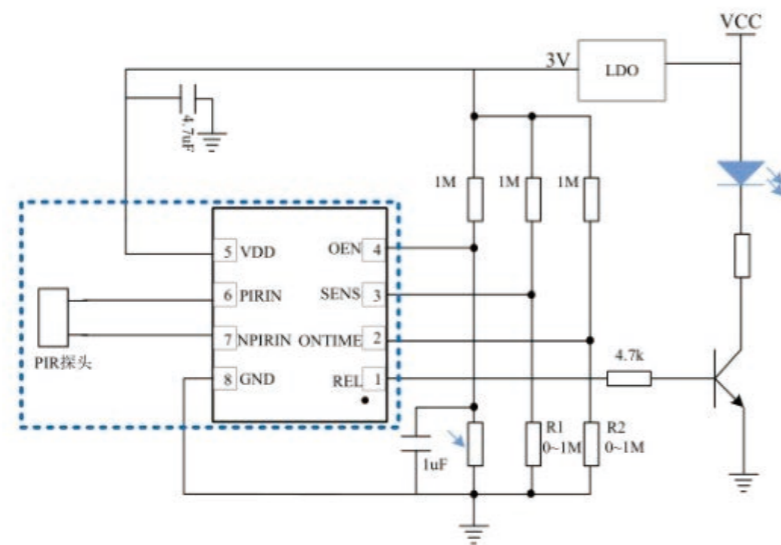 VCC
3V
LDO
4.7uF
1M
1M
1M
5 VDD
OEN 4
6 PIRIN
SENS 3
7 NPIRIN
ONTIME 2
8 GND
REL 1
PIR探头
4.7k
1uF
R1
0~1M
R2
0~1M